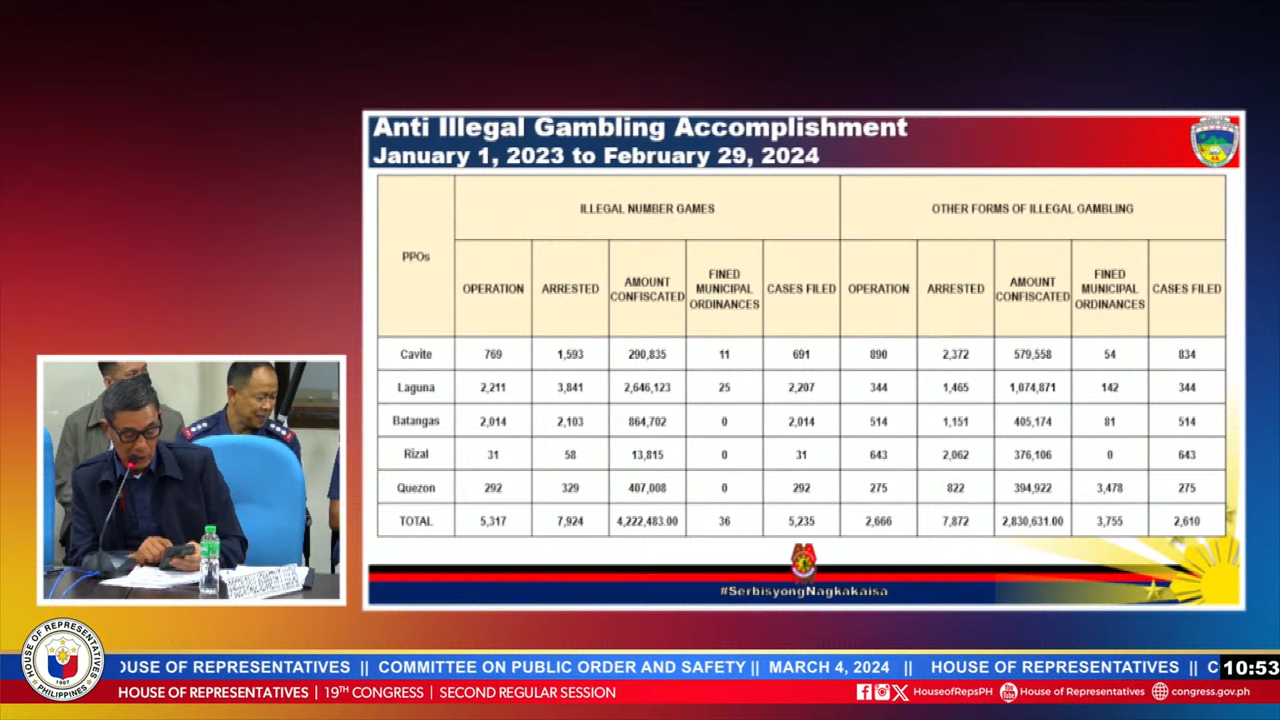 Anti Illegal Gambling Accomplishment
January 1, 2023 to February 29, 2024
PPOs
ILLEGAL NUMBER GAMES
OTHER FORMS OF ILLEGAL GAMBLING
OPERATION ARRESTED AMOUNT CONFISCATED FINED MUNICIPAL ORDINANCES CASES FILED OPERATION ARRESTED AMOUNT CONFISCATED FINED MUNICIPAL ORDINANCES CASES FILED
Cavite 769 1,593 290,835 11 691 890 2,372 579,558 54 834
Laguna 2,211 3,841 2,646,123 25 2,207 344 1,465 1,074,871 142 344
Batangas 2,014 2,103 864,702 0 2,014 514 1,151 405,174 81 514
Rizal 31 58 13,815 0 31 643 2,062 376,106 0 643
Quezon 292 329 407,008 0 292 275 822 394,922 3,478 275
TOTAL 5,317 7,924 4,222,483.00 36 5,235 2,666 7,872 2,830,631.00 3,755 2,610
#SerbisyongNagkakaisa
HOUSE OF REPRESENTATIVES
PHILIPPINES
1907
OUSE OF REPRESENTATIVES || COMMITTEE ON PUBLIC ORDER AND SAFETY || MARCH 4, 2024 || HOUSE OF REPRESENTATIVES || C
10:53
HOUSE OF REPRESENTATIVES | 19TH CONGRESS | SECOND REGULAR SESSION
HouseofRepsPH House of Representatives congress.gov.ph